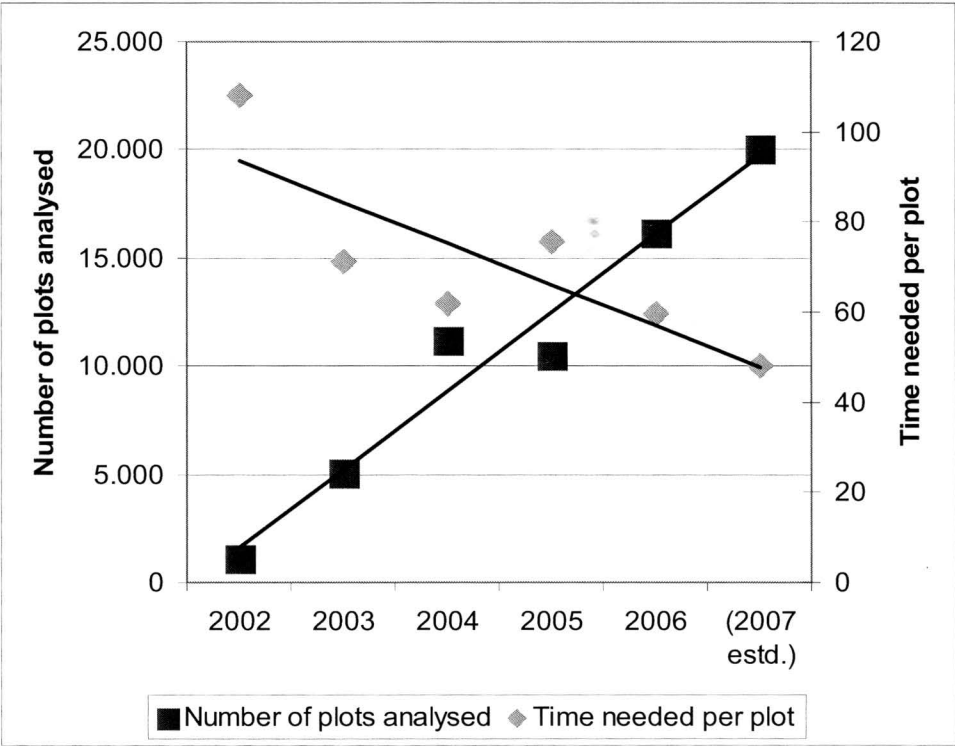 25.000
20.000
15.000
10.000
5.000
0
Number of plots analysed
120
100
80
60
40
20
0
Time needed per plot
2002 2003 2004 2005 2006 (2007
estd.)
Number of plots analysed Time needed per plot